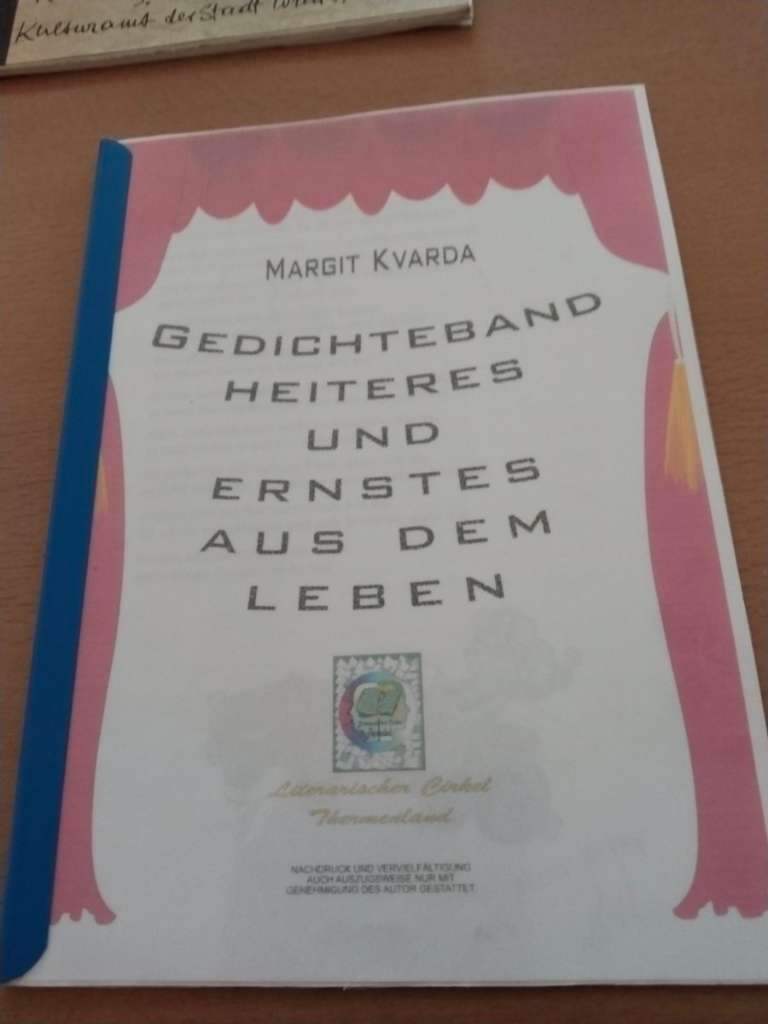 Kulturamt der Stadt
MARGIT KVARDA
GEDICHTEBAND
HEITERES
UND
ERNSTES
AUS DEM
LEBEN
Literarischer Cirkel
Thermenland
NACHDRUCK UND VERVIELFÄLTIGUNG
AUCH AUSZUGSWEISE NUR MIT
GENEHMIGUNG DES AUTOR GESTATTET